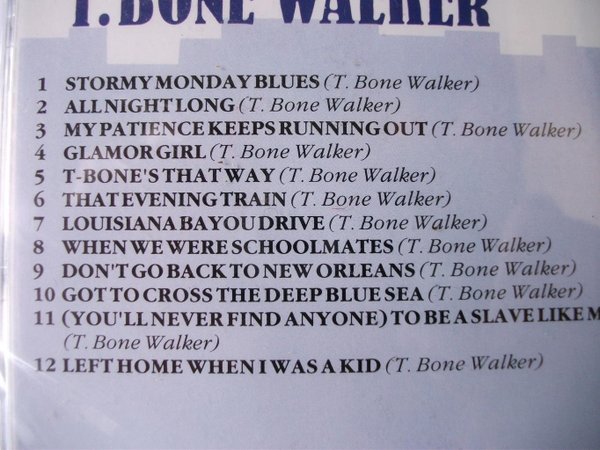 T. BONE WALKER
1 STORMY MONDAY BLUES (T. Bone Walker)
2 ALL NIGHT LONG (T. Bone Walker)
3 MY PATIENCE KEEPS RUNNING OUT (T. Bone Walker)
4 GLAMOR GIRL (T. Bone Walker)
5 T-BONE'S THAT WAY (T. Bone Walker)
6 THAT EVENING TRAIN (T. Bone Walker)
7 LOUISIANA BAYOU DRIVE (T. Bone Walker)
8 WHEN WE WERE SCHOOLMATES (T. Bone Walker)
9 DON'T GO BACK TO NEW ORLEANS (T. Bone Walker)
10 GOT TO CROSS THE DEEP BLUE SEA (T. Bone Walker)
11 (YOU'LL NEVER FIND ANYONE) TO BE A SLAVE LIKE M
(T. Bone Walker)
12 LEFT HOME WHEN I WAS A KID (T. Bone Walker)